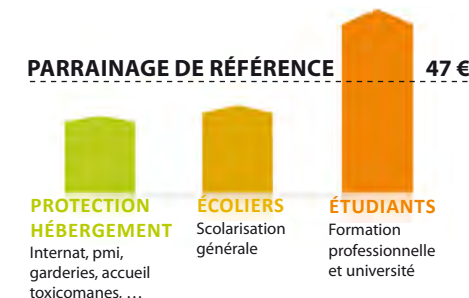 PARRAINAGE DE RÉFÉRENCE 47 €
PROTECTION
HÉBERGEMENT
Internat, pmi,
garderies, accueil
toxicomanes, …
ÉCOLIERS
Scolarisation
générale
ÉTUDIANTS
Formation
professionnelle
et université